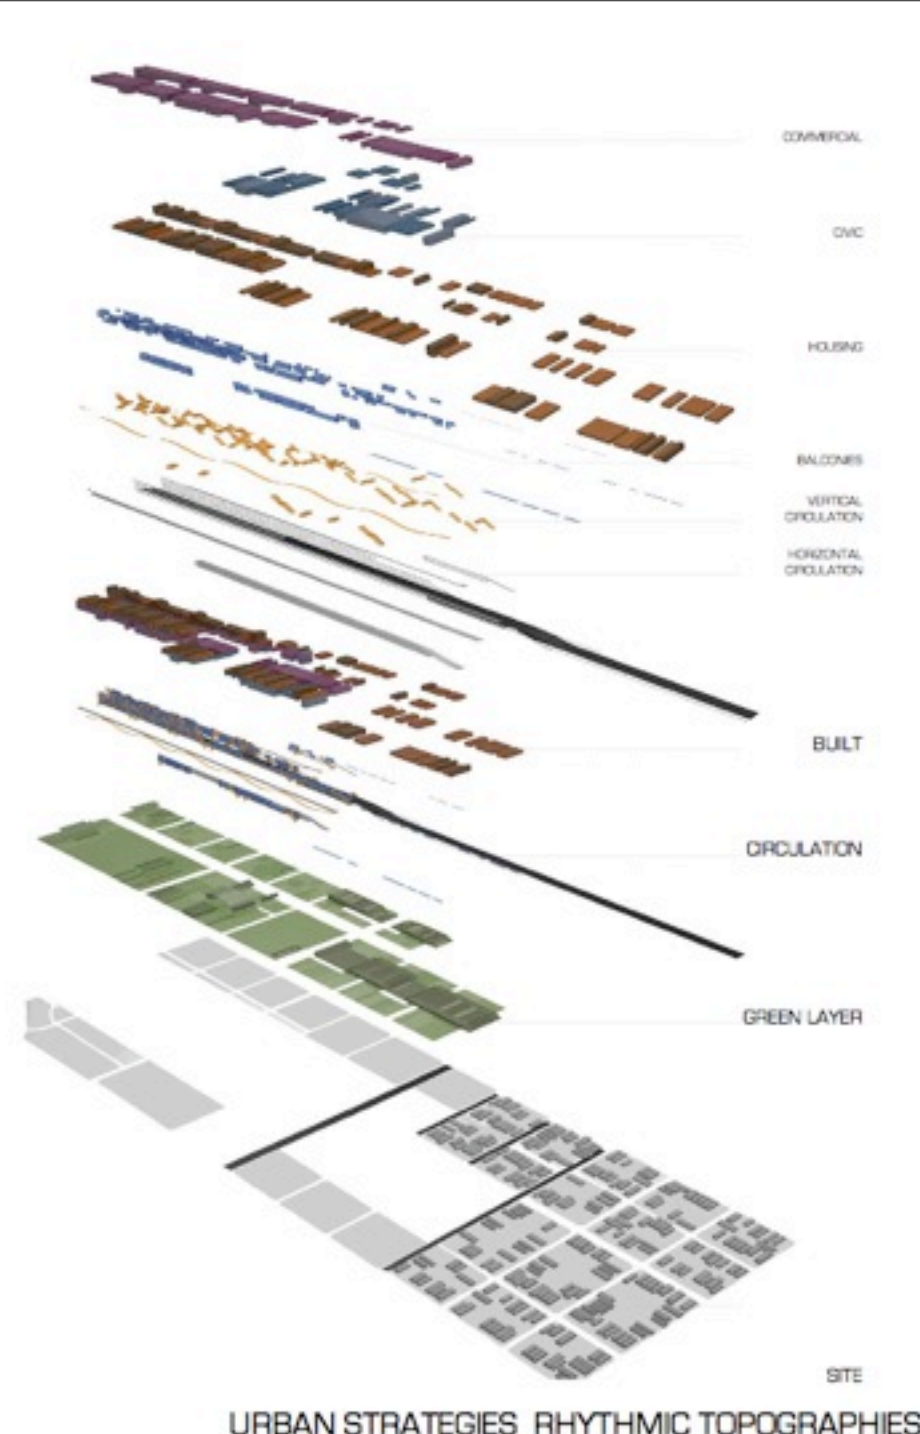 COMMERCIAL
CIVIC
HOUSING
BALCONIES
VERTICAL
CIRCULATION
HORIZONTAL
CIRCULATION
BUILT
CIRCULATION
GREEN LAYER
SITE
URBAN STRATEGIES RHYTHMIC TOPOGRAPHIES